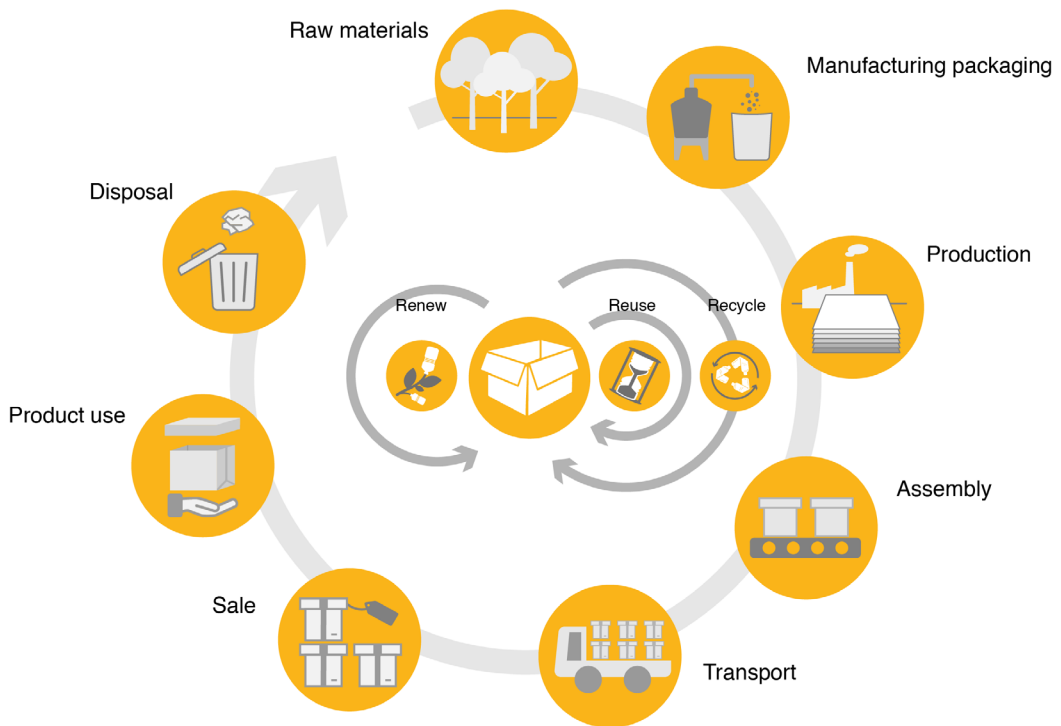 Raw materials
Manufacturing packaging
Disposal
Production
Renew
Reuse
Recycle
Product use
Assembly
Sale
Transport